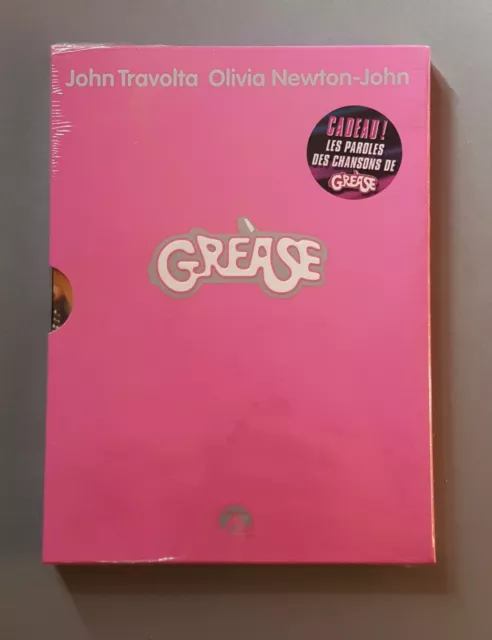 John Travolta Olivia Newton-John
CADEAU!
LES PAROLES
DES CHANSONS DE
GREASE
GREASE